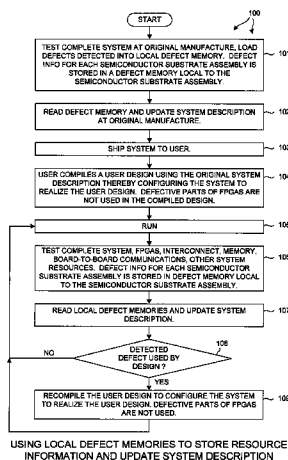 START
100
TEST COMPLETE SYSTEM AT ORIGINAL MANUFACTURE, LOAD
DEFECTS DETECTED INTO LOCAL DEFECT MEMORY. DEFECT
INFO FOR EACH SEMICONDUCTOR SUBSTRATE ASSEMBLY IS
STORED IN A DEFECT MEMORY LOCAL TO THE
SEMICONDUCTOR SUBSTRATE ASSEMBLY.
101
READ DEFECT MEMORY AND UPDATE SYSTEM DESCRIPTION
AT ORIGINAL MANUFACTURE.
102
SHIP SYSTEM TO USER.
103
USER COMPILES A USER DESIGN USING THE ORIGINAL SYSTEM
DESCRIPTION THEREBY CONFIGURING THE SYSTEM TO
REALIZE THE USER DESIGN. DEFECTIVE PARTS OF FPGAS ARE
NOT USED IN THE COMPILED DESIGN.
104
RUN
105
TEST COMPLETE SYSTEM, FPGAS, INTERCONNECT, MEMORY,
BOARD-TO-BOARD COMMUNICATIONS, OTHER SYSTEM
RESOURCES. DEFECT INFO FOR EACH SEMICONDUCTOR
SUBSTRATE ASSEMBLY IS STORED IN DEFECT MEMORY LOCAL
TO THE SEMICONDUCTOR SUBSTRATE ASSEMBLY.
106
READ LOCAL DEFECT MEMORIES AND UPDATE SYSTEM
DESCRIPTION.
107
NO
DETECTED
DEFECT USED BY
DESIGN ?
108
YES
RECOMPILE THE USER DESIGN TO CONFIGURE THE SYSTEM
TO REALIZE THE USER DESIGN. DEFECTIVE PARTS OF FPGAS
ARE NOT USED.
109
USING LOCAL DEFECT MEMORIES TO STORE RESOURCE
INFORMATION AND UPDATE SYSTEM DESCRIPTION